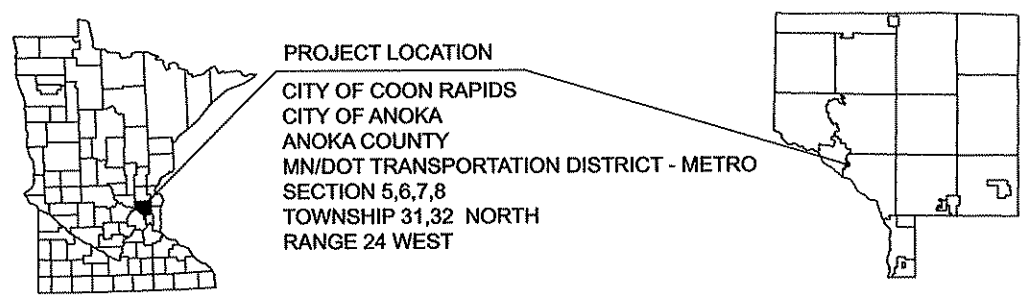 PROJECT LOCATION
CITY OF COON RAPIDS
CITY OF ANOKA
ANOKA COUNTY
MN/DOT TRANSPORTATION DISTRICT - METRO
SECTION 5,6,7,8
TOWNSHIP 31,32 NORTH
RANGE 24 WEST